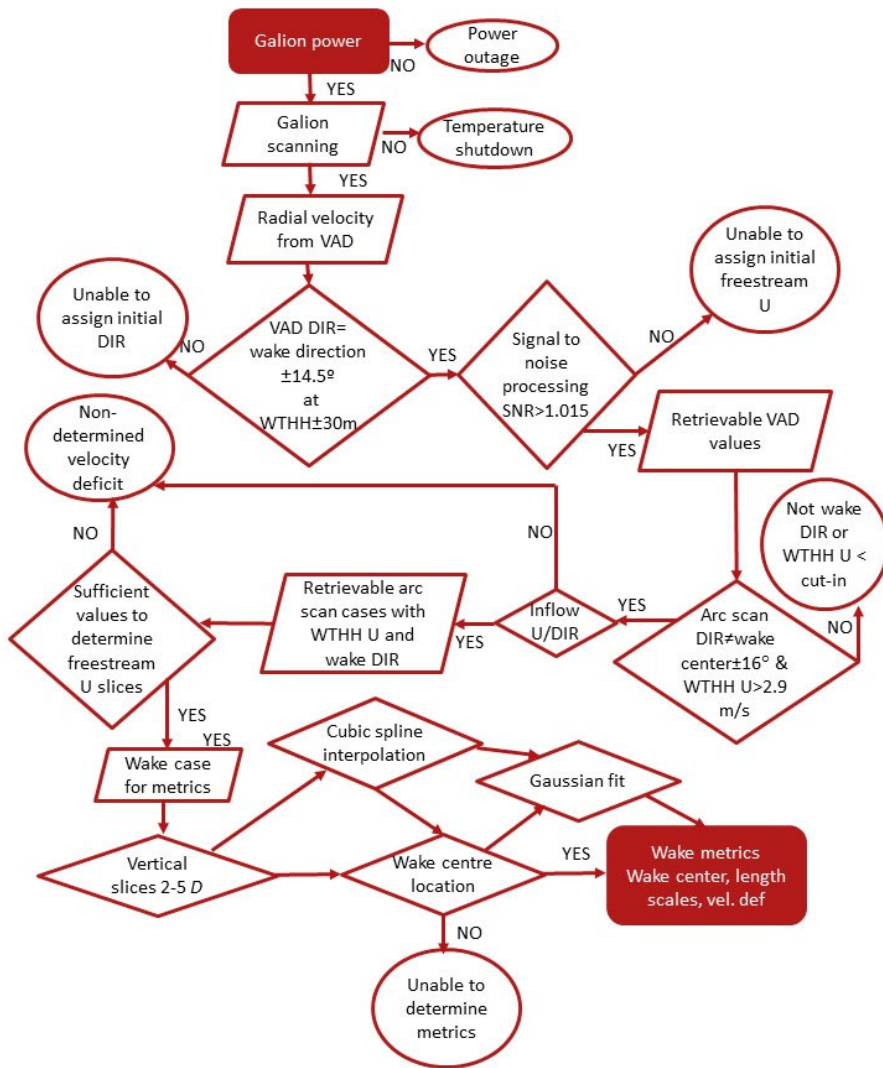 Galion power
NO
Power
outage
YES
Galion
scanning
NO
Temperature
shutdown
YES
Radial velocity
from VAD
Unable to
assign initial
freestream
U
Unable to
assign initial
DIR
NO
VAD DIR=
wake direction
±14.5º
at
WTHH±30m
YES
Signal to
noise
processing
SNR>1.015
NO
YES
Retrievable VAD
values
Non-
determined
velocity
deficit
NO
NO
Not wake
DIR or
WTHH U <
cut-in
NO
Sufficient
values to
determine
freestream
U slices
Retrievable arc
scan cases with
WTHH U and
wake DIR
YES
Inflow
U/DIR
YES
Arc scan
DIR≠wake
center±16° &
WTHH U>2.9
m/s
YES
YES
Wake case
for metrics
Cubic spline
interpolation
Gaussian fit
Vertical
slices 2-5 D
Wake centre
location
YES
Wake metrics
Wake center, length
scales, vel. def
NO
Unable to
determine
metrics